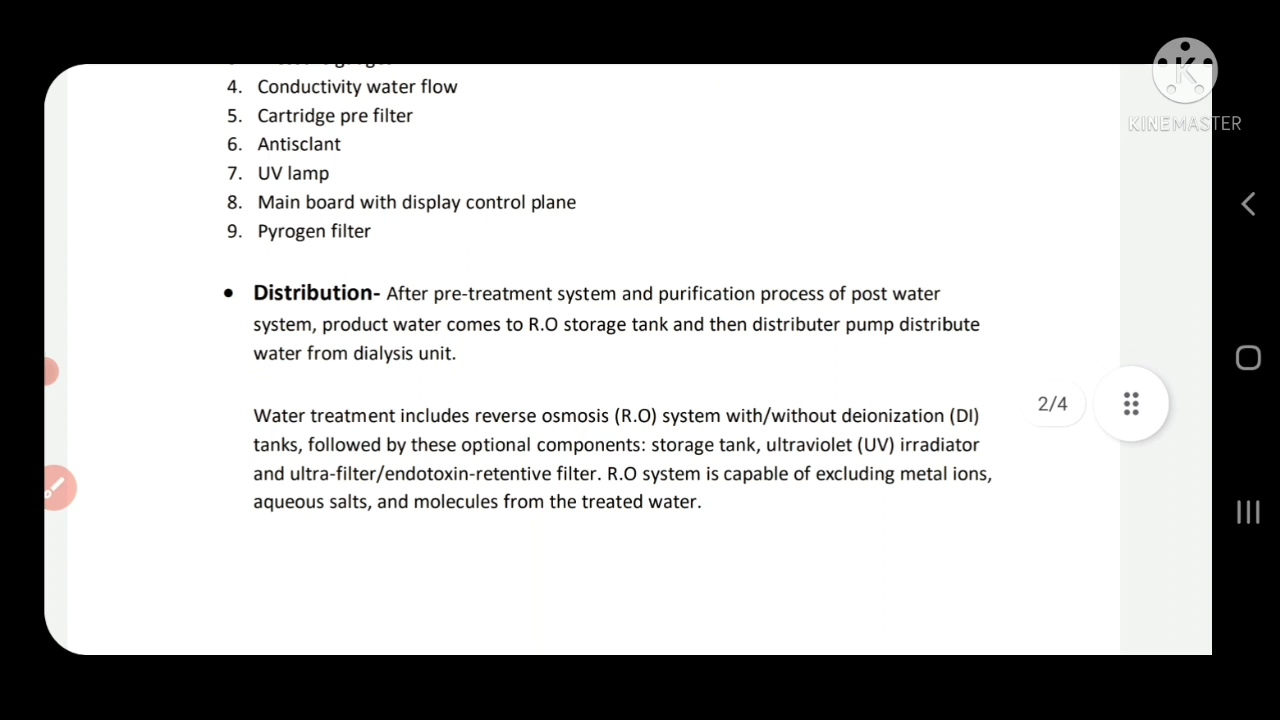 4. Conductivity water flow
5. Cartridge pre filter
6. Antisclant
7. UV lamp
8. Main board with display control plane
9. Pyrogen filter
• Distribution- After pre-treatment system and purification process of post water
system, product water comes to R.O storage tank and then distributer pump distribute
water from dialysis unit.
Water treatment includes reverse osmosis (R.O) system with/without deionization (DI)
tanks, followed by these optional components: storage tank, ultraviolet (UV) irradiator
and ultra-filter/endotoxin-retentive filter. R.O system is capable of excluding metal ions,
aqueous salts, and molecules from the treated water.
2/4
K
KINEMASTER